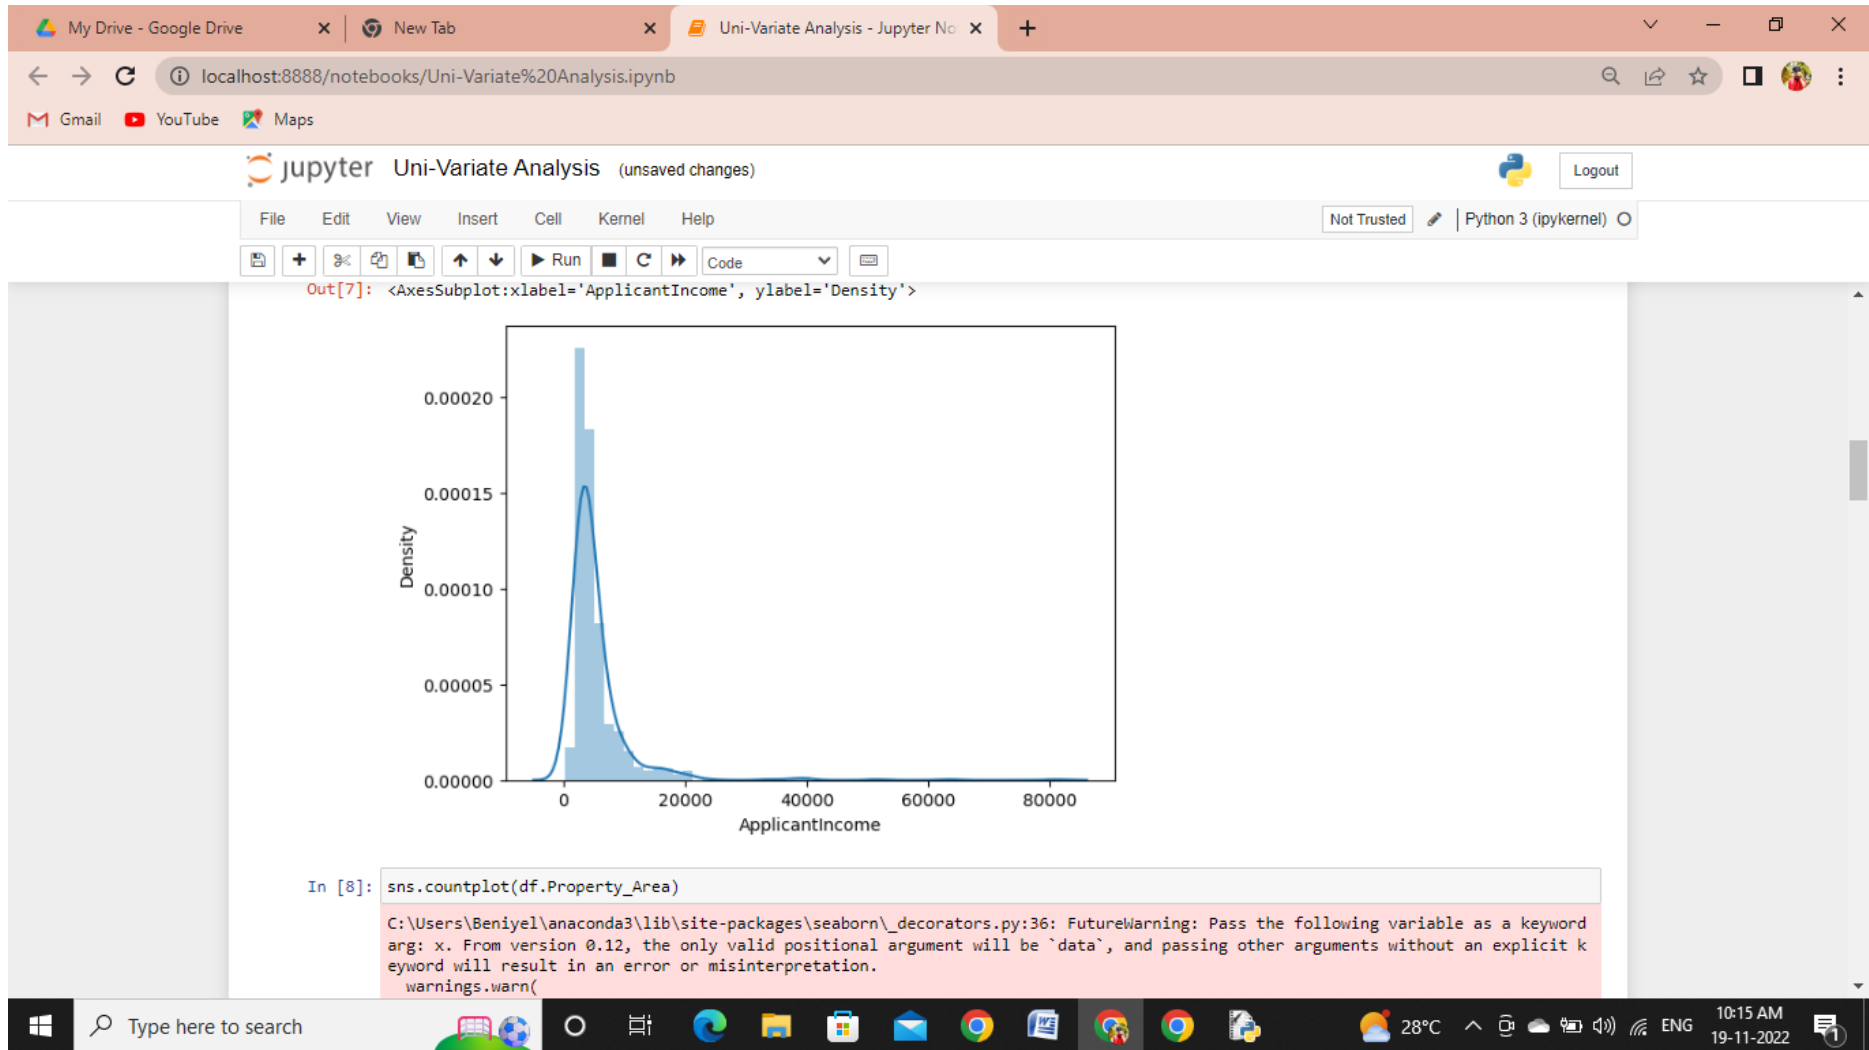 My Drive - Google Drive
New Tab
Uni-Variate Analysis - Jupyter No
localhost:8888/notebooks/Uni-Variate%20Analysis.ipynb
Gmail YouTube Maps
jupyter Uni-Variate Analysis (unsaved changes) Logout
File Edit View Insert Cell Kernel Help Not Trusted Python 3 (ipykernel)
Run Code
Out[7]: <AxesSubplot:xlabel='ApplicantIncome', ylabel='Density'>
0.00020
0.00015
Density
0.00010
0.00005
0.00000
0 20000 40000 60000 80000
ApplicantIncome
In [8]: sns.countplot(df.Property_Area)
C:\Users\Beniyel\anaconda3\lib\site-packages\seaborn\_decorators.py:36: FutureWarning: Pass the following variable as a keyword
arg: x. From version 0.12, the only valid positional argument will be `data`, and passing other arguments without an explicit k
eyword will result in an error or misinterpretation.
warnings.warn(
Type here to search 28°C ENG 10:15 AM
19-11-2022 1